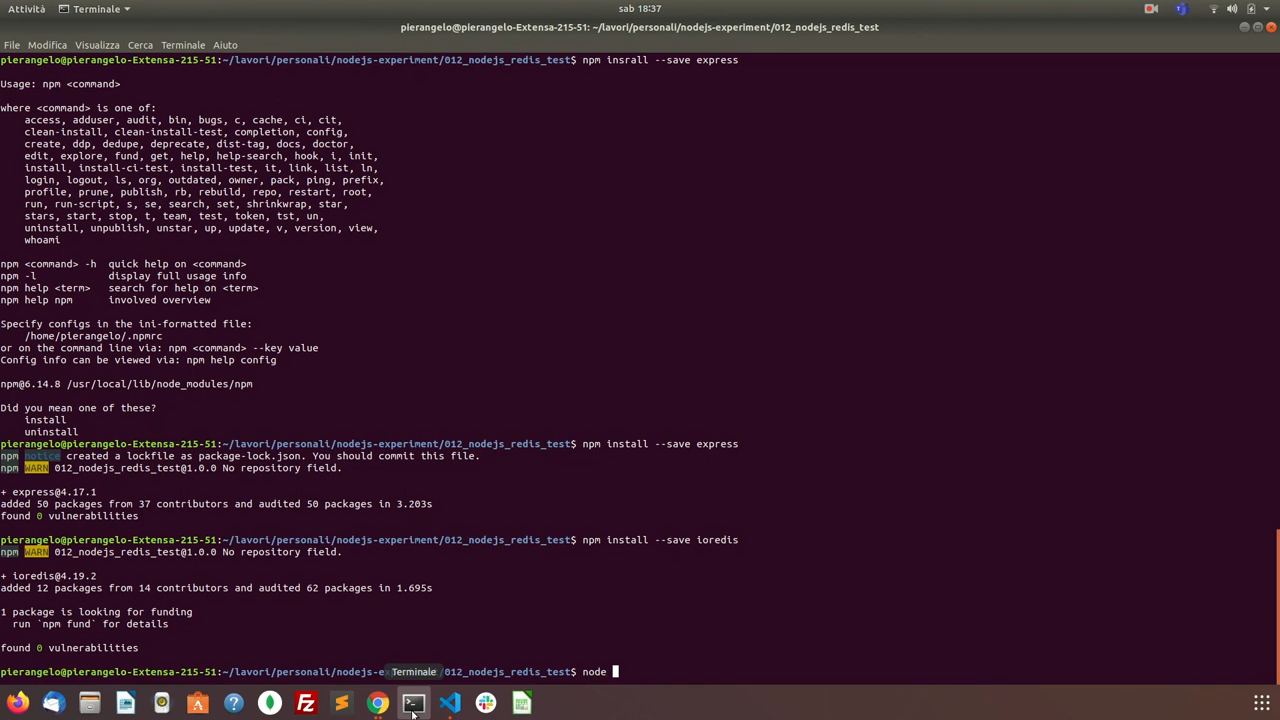 Attività
Terminale
sab 18:37
pierangelo@pierangelo-Extensa-215-51: ~/lavori/personali/nodejs-experiment/012_nodejs_redis_test
File Modifica Visualizza Cerca Terminale Aiuto
pierangelo@pierangelo-Extensa-215-51:~/lavori/personali/nodejs-experiment/012_nodejs_redis_test$ npm insrall --save express
Usage: npm <command>
where <command> is one of:
access, adduser, audit, bin, bugs, c, cache, ci, cit,
clean-install, clean-install-test, completion, config,
create, ddp, dedupe, deprecate, dist-tag, docs, doctor,
edit, explore, fund, get, help, help-search, hook, i, init,
install, install-ci-test, install-test, it, link, list, ln,
login, logout, ls, org, outdated, owner, pack, ping, prefix,
profile, prune, publish, rb, rebuild, repo, restart, root,
run, run-script, s, se, search, set, shrinkwrap, star,
stars, start, stop, t, team, test, token, tst, un,
uninstall, unpublish, unstar, up, update, v, version, view,
whoami
npm <command> -h  quick help on <command>
npm -l            display full usage info
npm help <term>   search for help on <term>
npm help npm      involved overview
Specify configs in the ini-formatted file:
/home/pierangelo/.npmrc
or on the command line via: npm <command> --key value
Config info can be viewed via: npm help config
npm@6.14.8 /usr/local/lib/node_modules/npm
Did you mean one of these?
install
uninstall
pierangelo@pierangelo-Extensa-215-51:~/lavori/personali/nodejs-experiment/012_nodejs_redis_test$ npm install --save express
npm notice created a lockfile as package-lock.json. You should commit this file.
npm WARN 012_nodejs_redis_test@1.0.0 No repository field.
+ express@4.17.1
added 50 packages from 37 contributors and audited 50 packages in 3.203s
found 0 vulnerabilities
pierangelo@pierangelo-Extensa-215-51:~/lavori/personali/nodejs-experiment/012_nodejs_redis_test$ npm install --save ioredis
npm WARN 012_nodejs_redis_test@1.0.0 No repository field.
+ ioredis@4.19.2
added 12 packages from 14 contributors and audited 62 packages in 1.695s
1 package is looking for funding
run `npm fund` for details
found 0 vulnerabilities
pierangelo@pierangelo-Extensa-215-51:~/lavori/personali/nodejs-e Terminale /012_nodejs_redis_test$ node